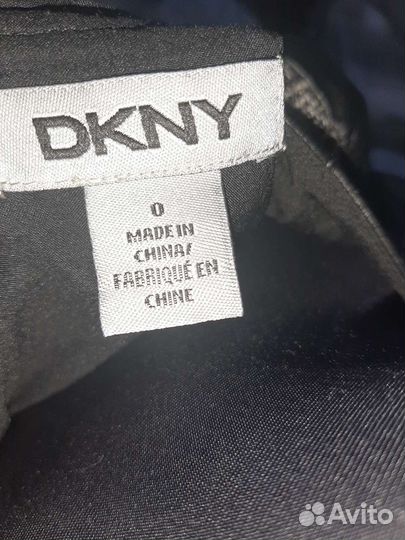 DKNY
0
MADE IN
CHINA/
FABRIQUÉ EN
CHINE
Avito